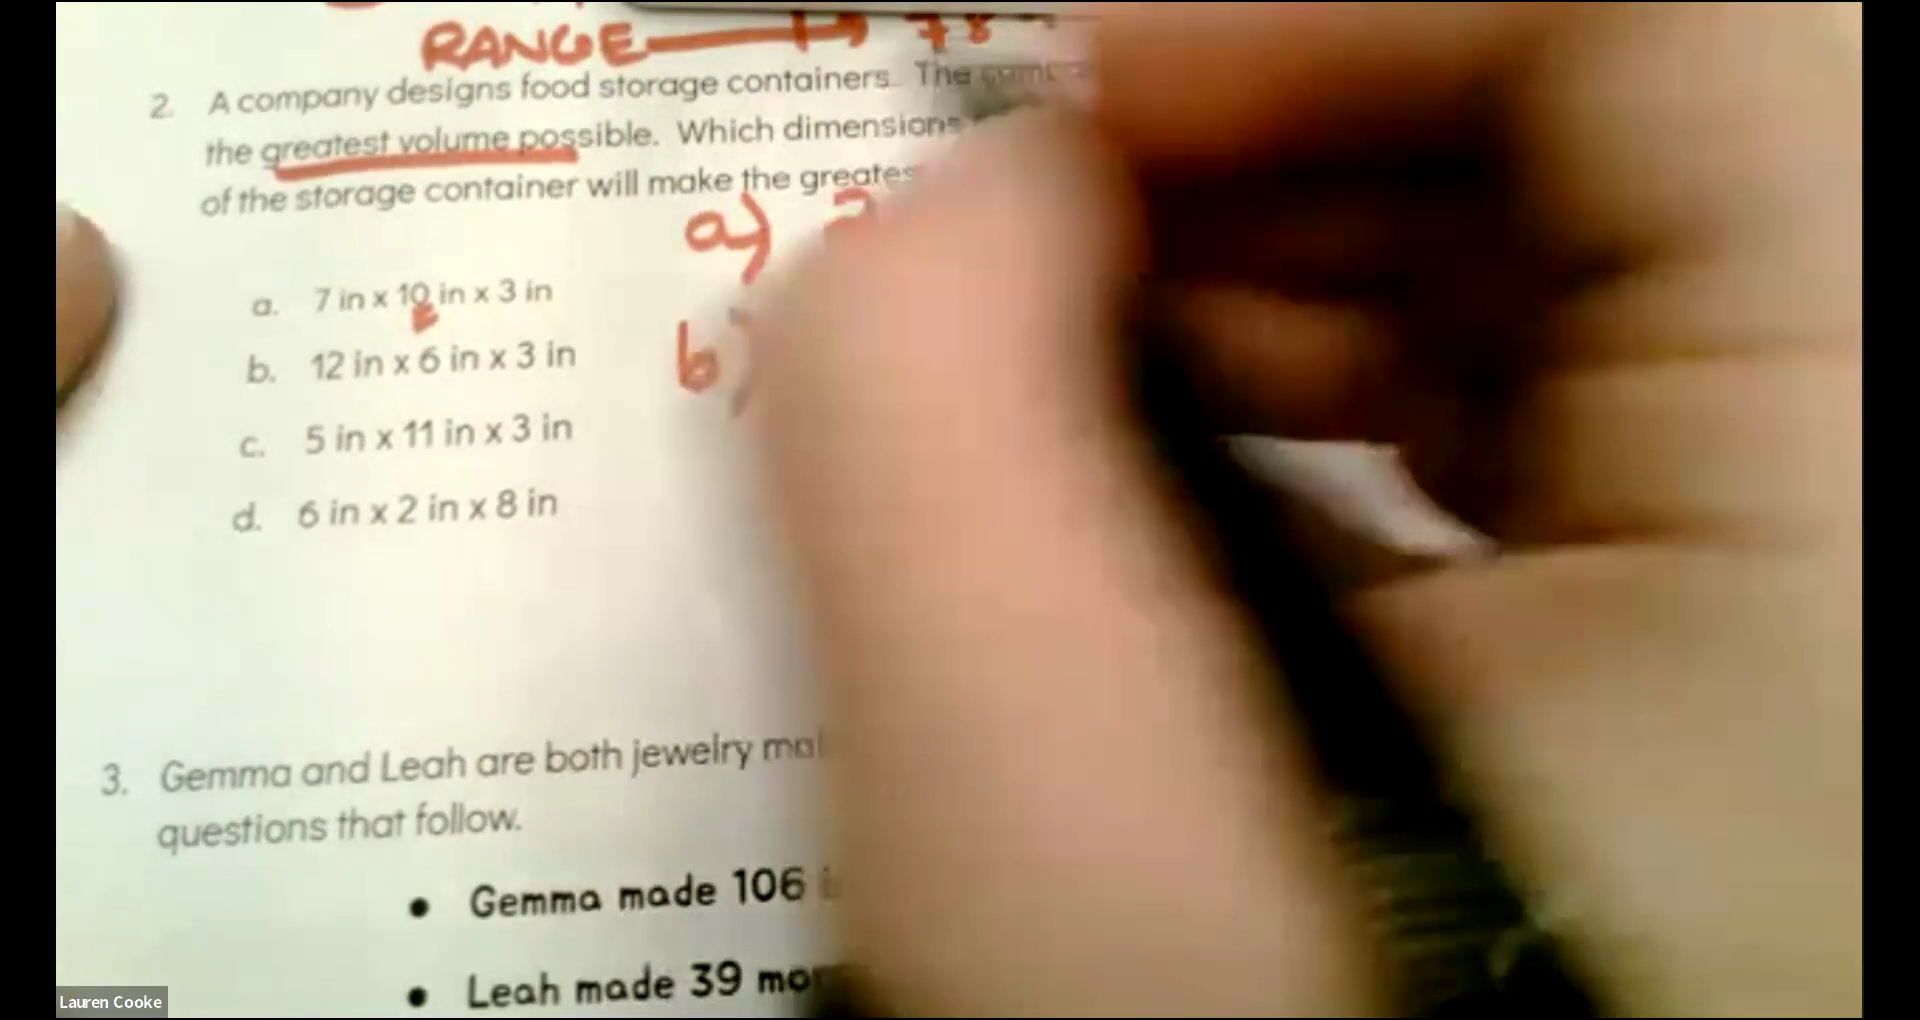 RANGE 78
2. A company designs food storage containers. The
the greatest volume possible. Which dimensions
of the storage container will make the
a)
a. 7 in x 10 in x 3 in
b)
b. 12 in x 6 in x 3 in
c. 5 in x 11 in x 3 in
d. 6 in x 2 in x 8 in
3. Gemma and Leah are both jewelry
questions that follow.
• Gemma made 106
• Leah made 39
Lauren Cooke